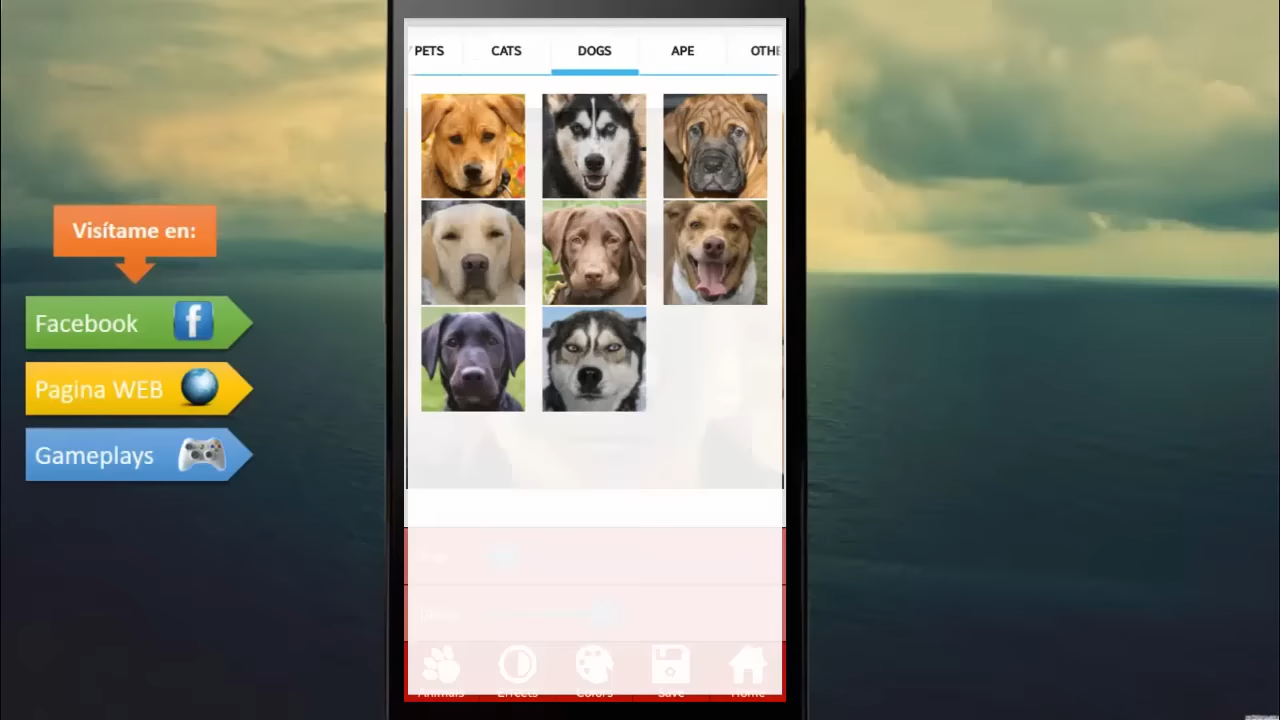 PETS
CATS
DOGS
APE
OTHE
Visítame en:
Facebook
f
Pagina WEB
Gameplays
Animals
Effects
Colors
Save
Home